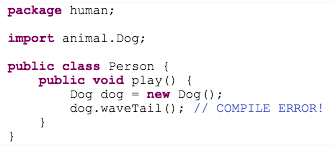 package human;
import animal.Dog;
public class Person {
    public void play() {
        Dog dog = new Dog();
        dog.waveTail(); // COMPILE ERROR!
    }
}